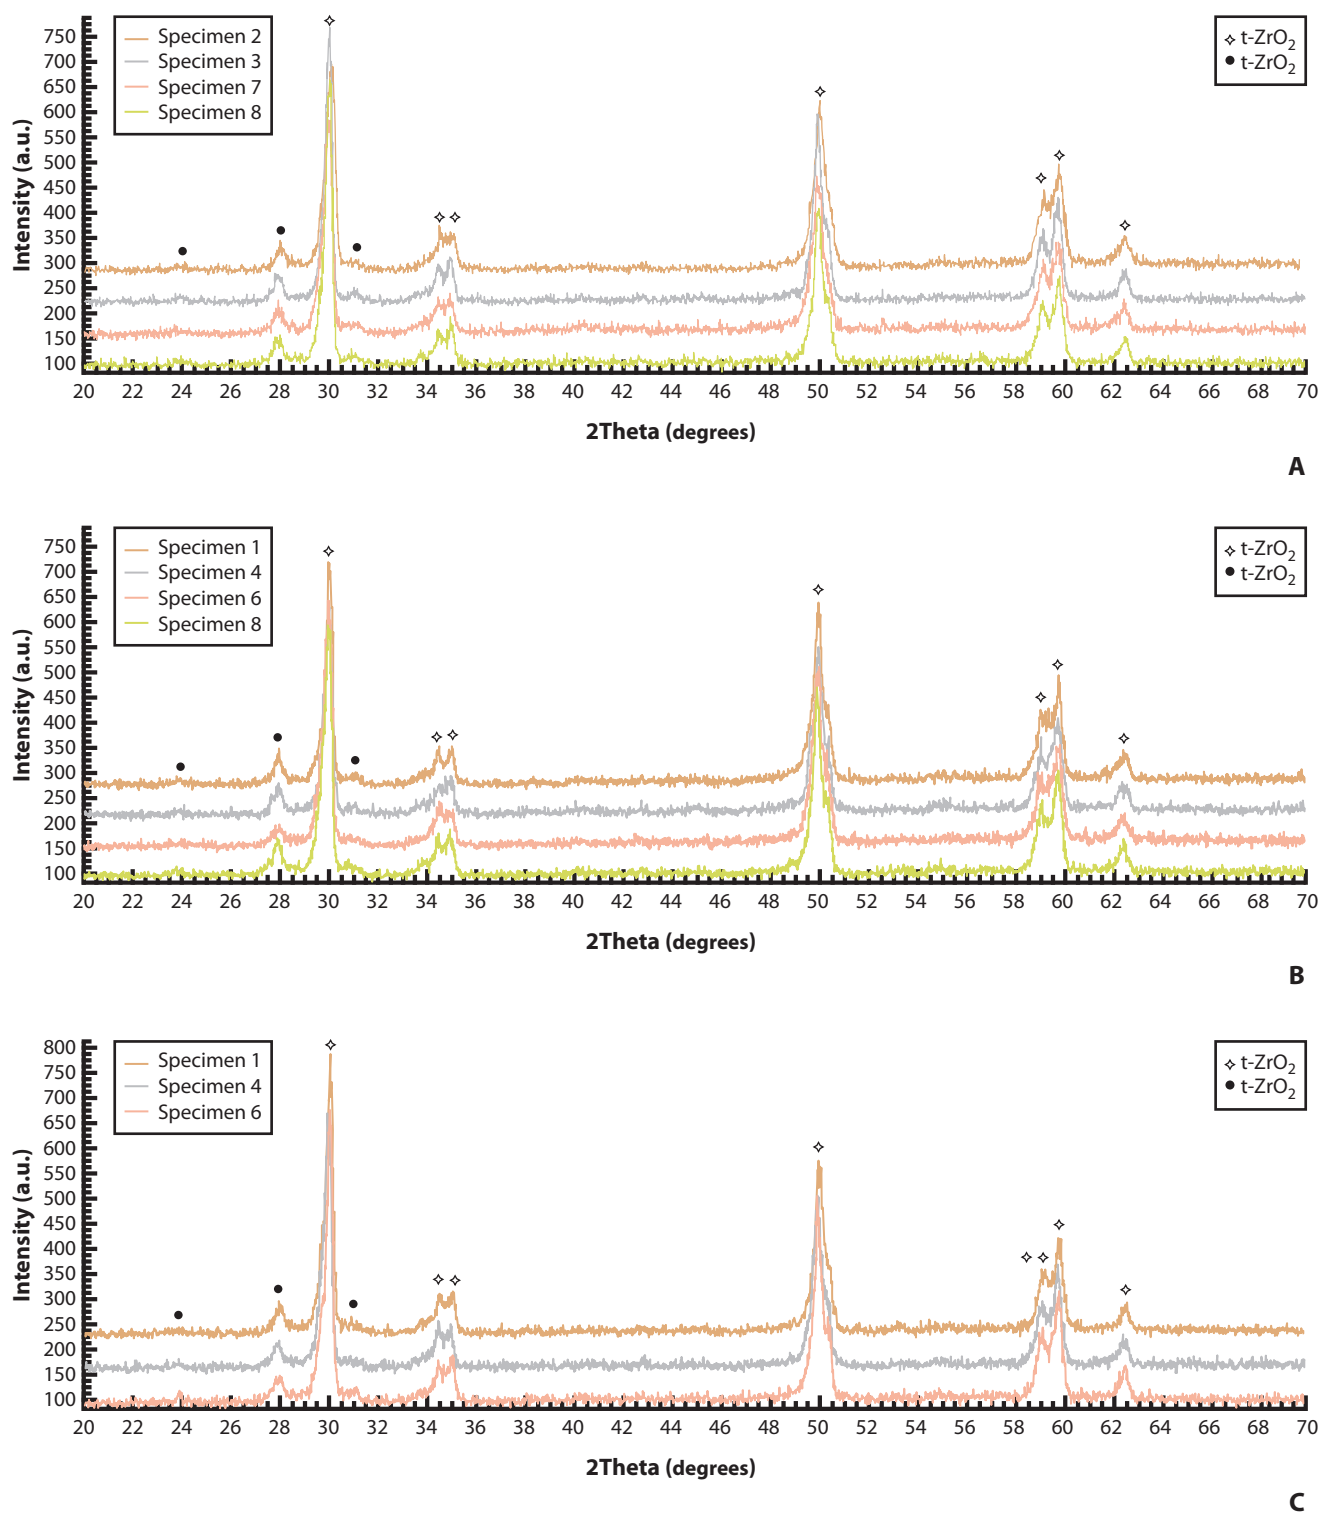 Specimen 2
Specimen 3
Specimen 7
Specimen 8
t-ZrO2
t-ZrO2
Intensity (a.u.)
750
700
650
600
550
500
450
400
350
300
250
200
150
100
20 22 24 26 28 30 32 34 36 38 40 42 44 46 48 50 52 54 56 58 60 62 64 66 66 70
2Theta (degrees)
A
Specimen 1
Specimen 4
Specimen 6
Specimen 8
t-ZrO2
t-ZrO2
Intensity (a.u.)
750
700
650
600
550
500
450
400
350
300
250
200
150
100
20 22 24 26 28 30 32 34 36 38 40 42 44 46 48 50 52 54 56 58 60 62 64 66 66 70
2Theta (degrees)
B
Specimen 1
Specimen 4
Specimen 6
t-ZrO2
t-ZrO2
Intensity (a.u.)
800
750
700
650
600
550
500
450
400
350
300
250
200
150
100
20 22 24 26 28 30 32 34 36 38 40 42 44 46 48 50 52 54 56 58 60 62 64 66 66 70
2Theta (degrees)
C